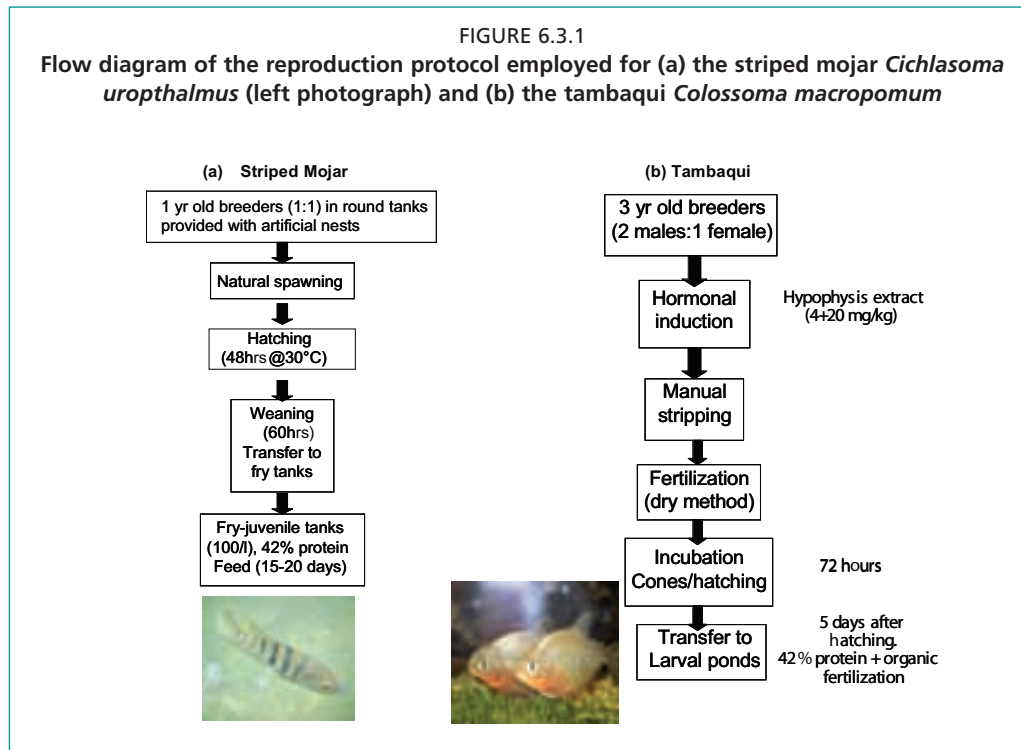 FIGURE 6.3.1
Flow diagram of the reproduction protocol employed for (a) the striped mojar Cichlasoma
uropthalmus (left photograph) and (b) the tambaqui Colossoma macropomum
(a) Striped Mojar
1 yr old breeders (1:1) in round tanks
provided with artificial nests
Natural spawning
Hatching
(48hrs @30°C)
Weaning
(60hrs)
Transfer to
fry tanks
Fry-juvenile tanks
(100/l), 42% protein
Feed (15-20 days)
(b) Tambaqui
3 yr old breeders
(2 males:1 female)
Hormonal
induction
Hypophysis extract
(4+20 mg/kg)
Manual
stripping
Fertilization
(dry method)
Incubation
Cones/hatching
72 hours
Transfer to
Larval ponds
5 days after
hatching.
42% protein + organic
fertilization